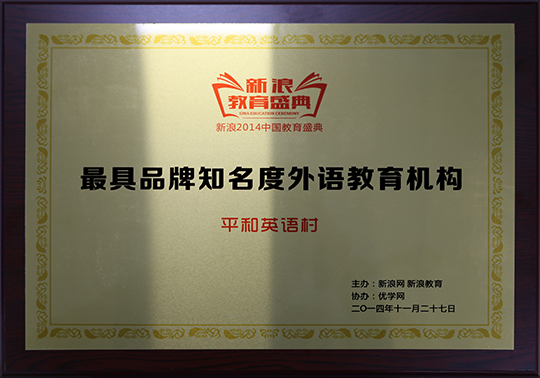 新浪
教育盛典
SINA EDUCATION CEREMONY
新浪2014中国教育盛典
最具品牌知名度外语教育机构
平和英语村
主办：新浪网 新浪教育
协办：优学网
二〇一四年十一月二十七日